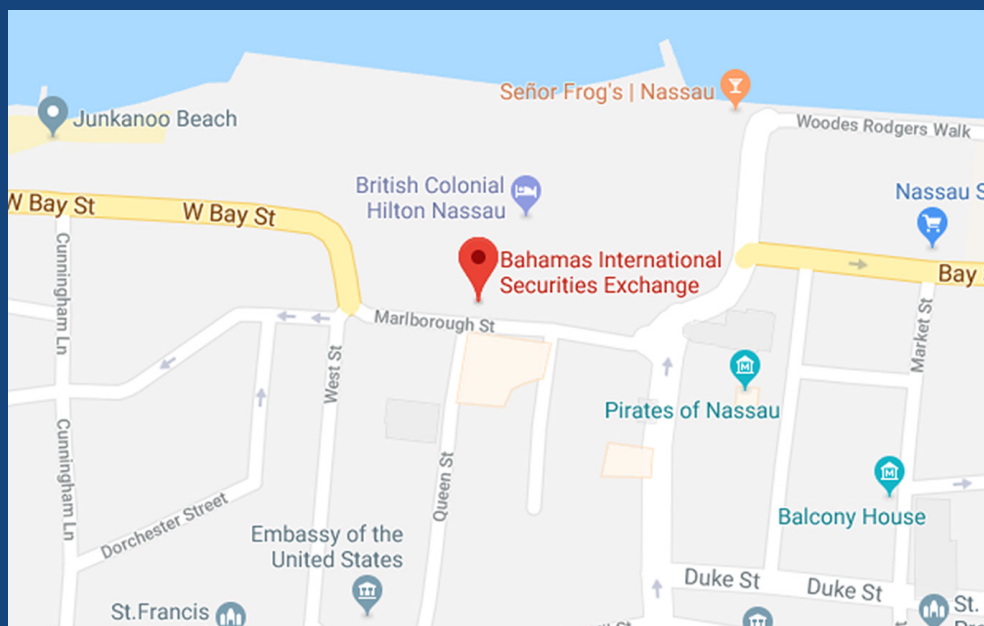 Señor Frog's | Nassau
Junkanoo Beach
Woodes Rodgers Walk
British Colonial
Hilton Nassau
Nassau S
W Bay St
W Bay St
Bahamas International
Securities Exchange
Bay
Cunningham Ln
Marlborough St
Market St
West St
Pirates of Nassau
Cunningham Ln
Queen St
Dorchester Street
Balcony House
Embassy of the
United States
Duke St
Duke St
St.Francis
St.